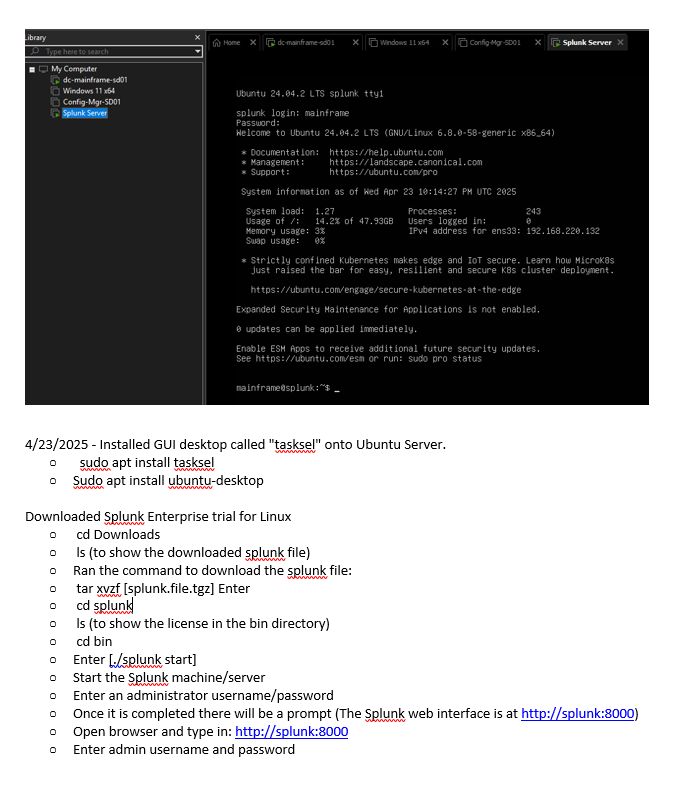 Library
Type here to search
My Computer
dc-mainframe-sd01
Windows 11 x64
Config-Mgr-SD01
Splunk Server
Home
dc-mainframe-sd01
Windows 11 x64
Config-Mgr-SD01
Splunk Server
Ubuntu 24.04.2 LTS splunk tty1
splunk login: mainframe
Password:
Welcome to Ubuntu 24.04.2 LTS (GNU/Linux 6.8.0-58-generic x86_64)
* Documentation: https://help.ubuntu.com
* Management: https://landscape.canonical.com
* Support: https://ubuntu.com/pro
System information as of Wed Apr 23 10:14:27 PM UTC 2025
System load: 1.27 Processes: 243
Usage of /: 14.2% of 47.93GB Users logged in: 0
Memory usage: 3% IPv4 address for ens33: 192.168.220.132
Swap usage: 0%
* Strictly confined Kubernetes makes edge and IoT secure. Learn how MicroK8s
just raised the bar for easy, resilient and secure K8s cluster deployment.
https://ubuntu.com/engage/secure-kubernetes-at-the-edge
Expanded Security Maintenance for Applications is not enabled.
0 updates can be applied immediately.
Enable ESM Apps to receive additional future security updates.
See https://ubuntu.com/esm or run: sudo pro status
mainframe@splunk:~$ _
4/23/2025 - Installed GUI desktop called "tasksel" onto Ubuntu Server.
o sudo apt install tasksel
o Sudo apt install ubuntu-desktop
Downloaded Splunk Enterprise trial for Linux
o cd Downloads
o ls (to show the downloaded splunk file)
o Ran the command to download the splunk file:
o tar xvzf [splunk.file.tgz] Enter
o cd splunk
o ls (to show the license in the bin directory)
o cd bin
o Enter [./splunk start]
o Start the Splunk machine/server
o Enter an administrator username/password
o Once it is completed there will be a prompt (The Splunk web interface is at http://splunk:8000)
o Open browser and type in: http://splunk:8000
o Enter admin username and password